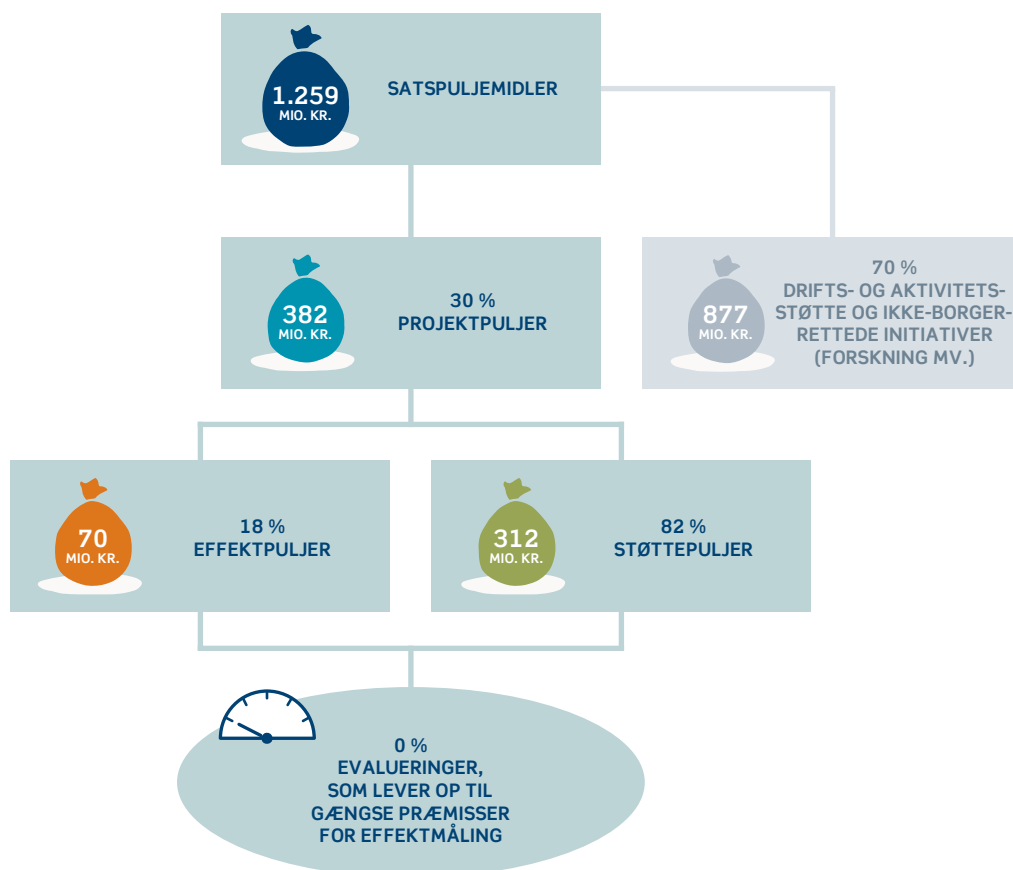 1.259
MIO. KR.
SATSPULJEMIDLER
382
MIO. KR.
30 %
PROJEKTPULJER
877
MIO. KR.
70 %
DRIFTS- OG AKTIVITETS-
STØTTE OG IKKE-BORGER-
RETTEDE INITIATIVER
(FORSKNING MV.)
70
MIO. KR.
18 %
EFFEKTPULJER
312
MIO. KR.
82 %
STØTTEPULJER
0 %
EVALUERINGER,
SOM LEVER OP TIL
GÆNGSE PRÆMISSER
FOR EFFEKTMÅLING